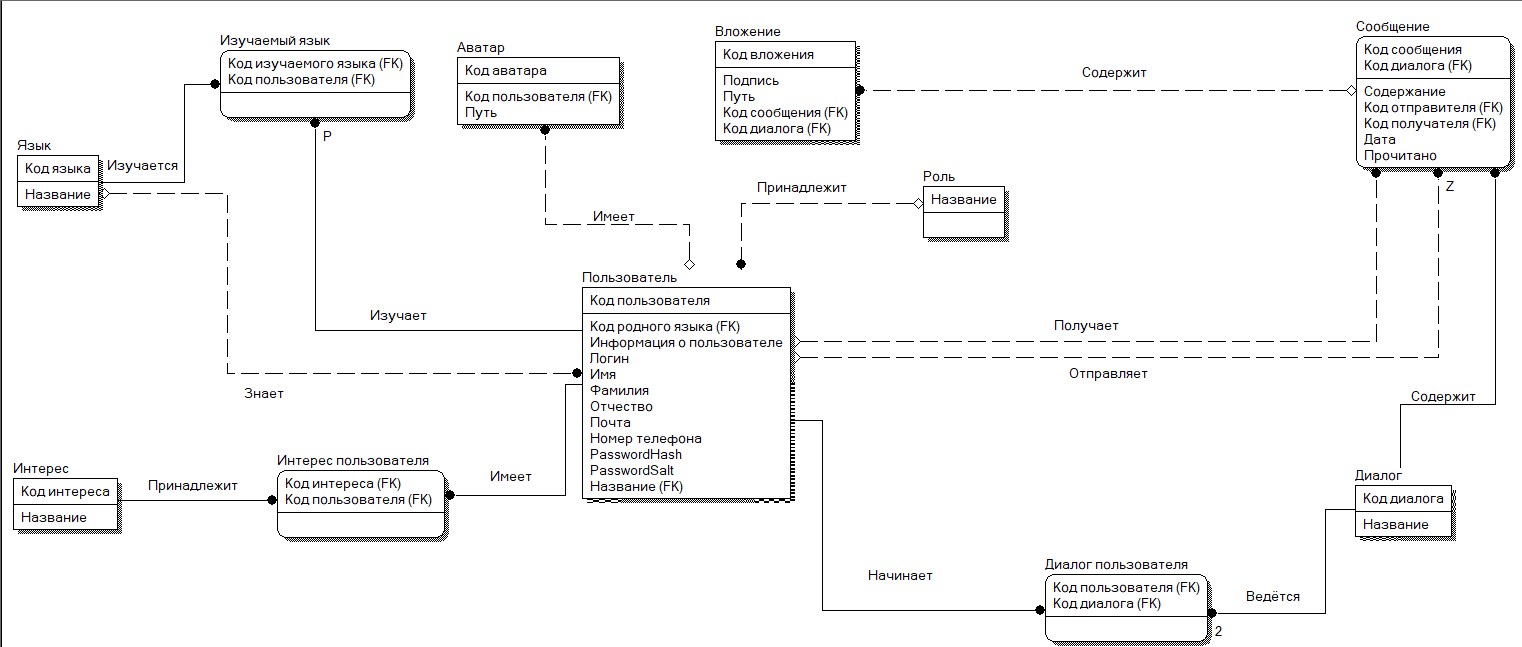 Изучаемый язык
Код изучаемого языка (FK)
Код пользователя (FK)
P
Аватар
Код аватара
Код пользователя (FK)
Путь
Вложение
Код вложения
Подпись
Путь
Код сообщения (FK)
Код диалога (FK)
Содержит
Сообщение
Код сообщения
Код диалога (FK)
Содержание
Код отправителя (FK)
Код получателя (FK)
Дата
Прочитано
Z
Язык
Код языка
Название
Изучается
Имеет
Принадлежит
Роль
Название
Пользователь
Код пользователя
Код родного языка (FK)
Информация о пользователе
Логин
Имя
Фамилия
Отчество
Почта
Номер телефона
PasswordHash
PasswordSalt
Название (FK)
Изучает
Получает
Отправляет
Знает
Содержит
Интерес
Код интереса
Название
Принадлежит
Интерес пользователя
Код интереса (FK)
Код пользователя (FK)
Имеет
Диалог
Код диалога
Название
Начинает
Диалог пользователя
Код пользователя (FK)
Код диалога (FK)
Ведётся
2